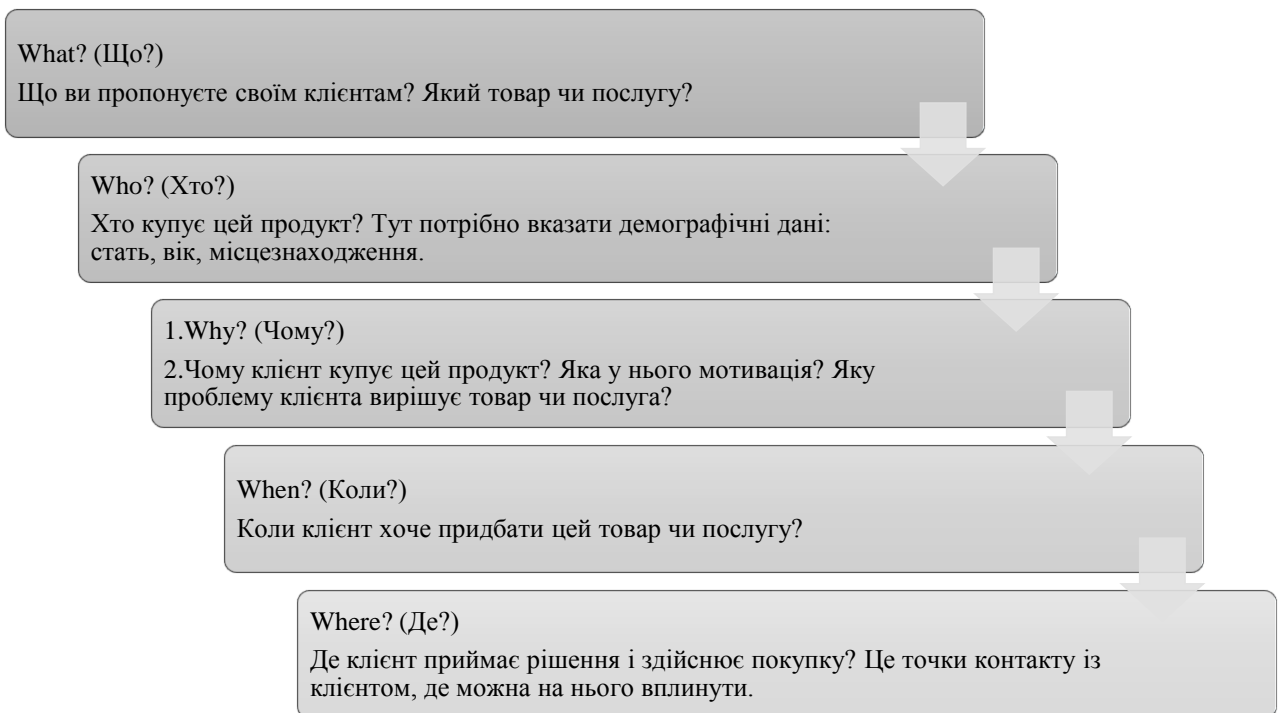 What? (Що?)
Що ви пропонуєте своїм клієнтам? Який товар чи послугу?
Who? (Хто?)
Хто купує цей продукт? Тут потрібно вказати демографічні дані:
стать, вік, місцезнаходження.
1.Why? (Чому?)
2.Чому клієнт купує цей продукт? Яка у нього мотивація? Яку
проблему клієнта вирішує товар чи послуга?
When? (Коли?)
Коли клієнт хоче придбати цей товар чи послугу?
Where? (Де?)
Де клієнт приймає рішення і здійснює покупку? Це точки контакту із
клієнтом, де можна на нього вплинути.